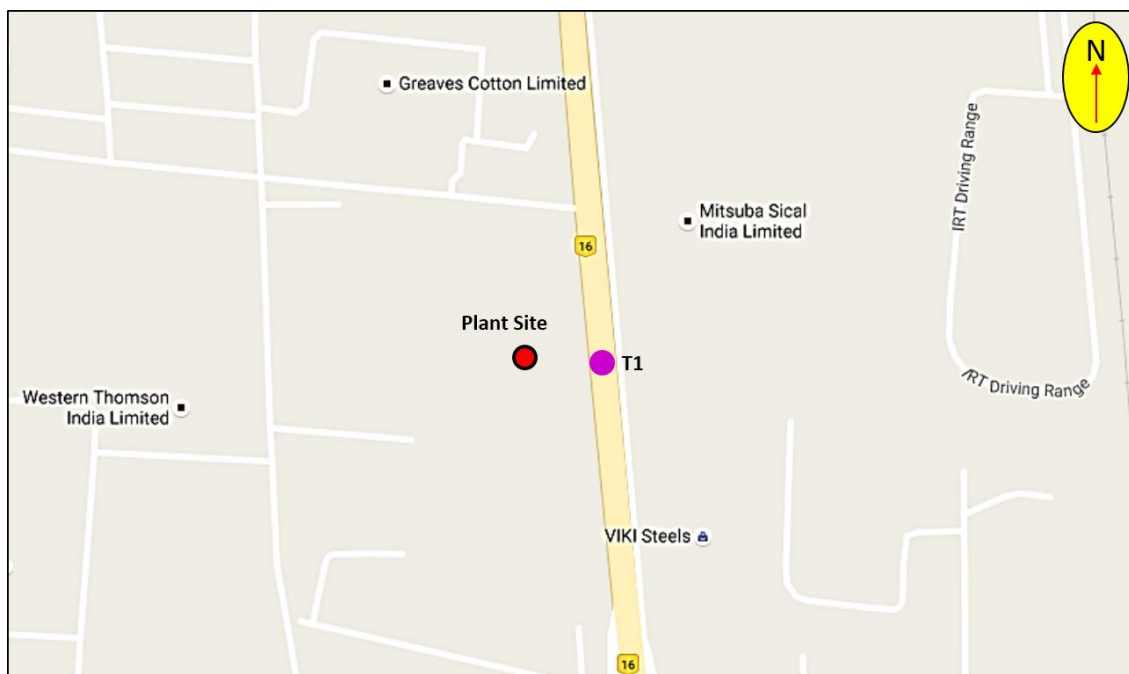 N
Greaves Cotton Limited
IRT Driving Range
Mitsuba Sical
India Limited
16
Plant Site
T1
IRT Driving Range
Western Thomson
India Limited
VIKI Steels
16